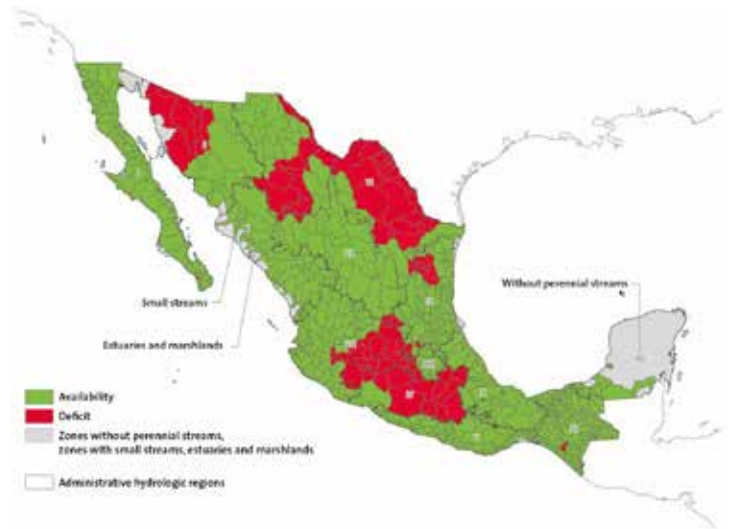 Without perennial streams
Small streams
Estuaries and marshlands
Availability
Deficit
Zones without perennial streams,
zones with small streams, estuaries and marshlands
Administrative hydrologic regions